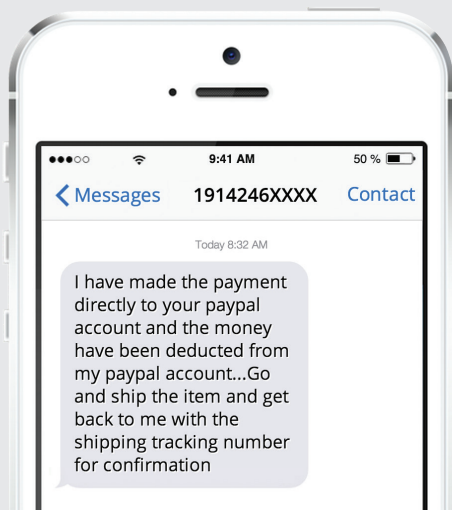 9:41 AM
50 %
Messages
1914246XXXX
Contact
Today 8:32 AM
I have made the payment
directly to your paypal
account and the money
have been deducted from
my paypal account...Go
and ship the item and get
back to me with the
shipping tracking number
for confirmation